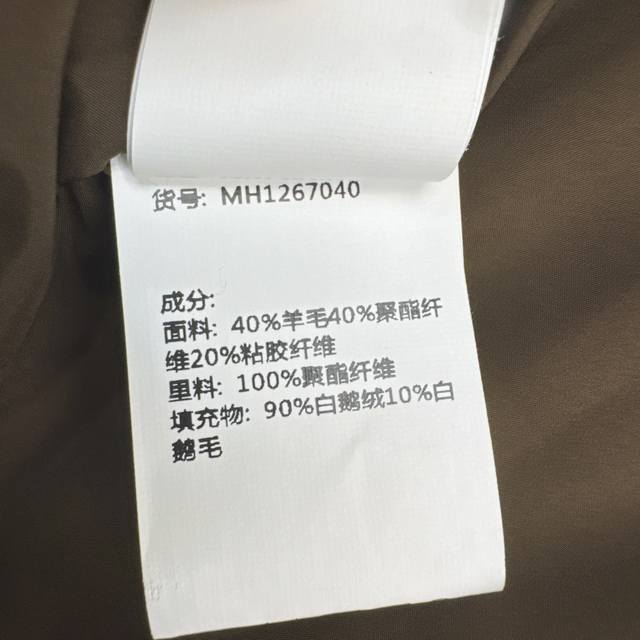 货号: MH1267040
成分:
面料: 40%羊毛40%聚酯纤
维20%粘胶纤维
里料: 100%聚酯纤维
填充物: 90%白鹅绒10%白
鹅毛